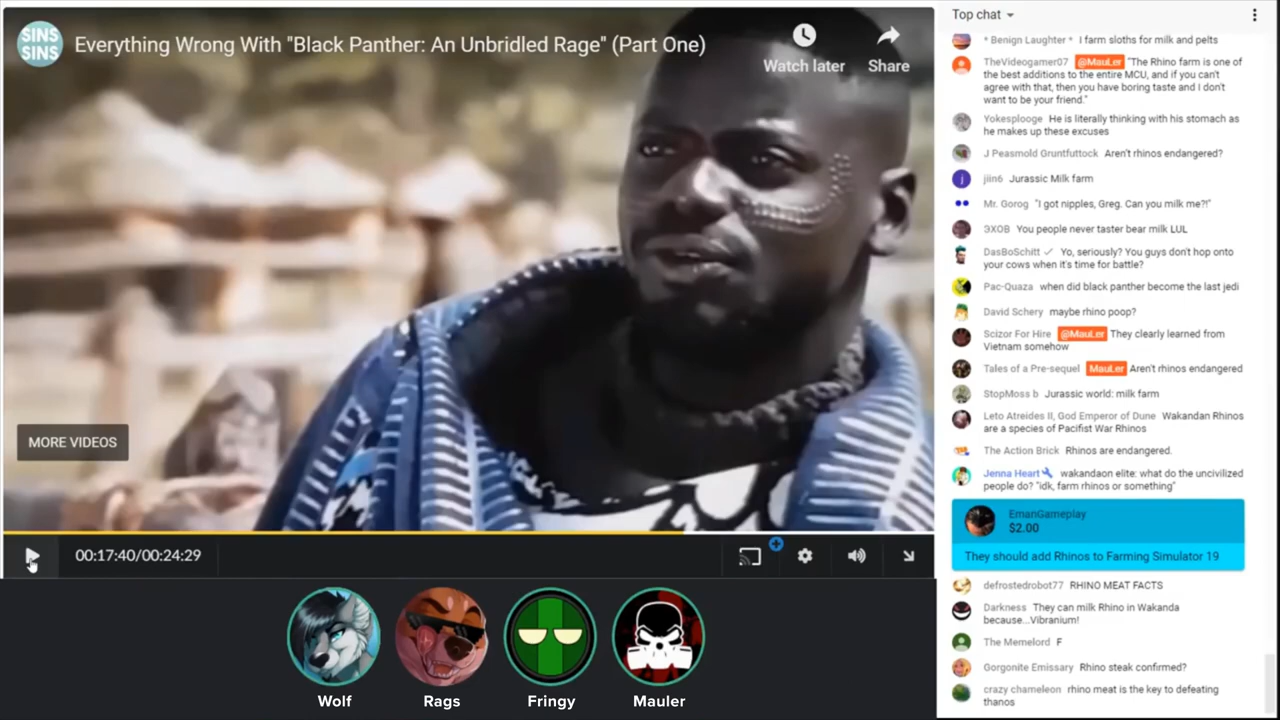 SINS
SINS
Everything Wrong With "Black Panther: An Unbridled Rage" (Part One)
Watch later
Share
MORE VIDEOS
00:17:40/00:24:29
Wolf
Rags
Fringy
Mauler
Top chat
* Benign Laughter * I farm sloths for milk and pelts
TheVideogamer07 @MauLer "The Rhino farm is one of
the best additions to the entire MCU, and if you can't
agree with that, then you have boring taste and I don't
want to be your friend."
Yokesplooge He is literally thinking with his stomach as
he makes up these excuses
J Peasmold Gruntfuttock Aren't rhinos endangered?
j
jiin6 Jurassic Milk farm
Mr. Gorog "I got nipples, Greg. Can you milk me?!"
ЭХОВ You people never taster bear milk LUL
DasBoSchitt Yo, seriously? You guys don't hop onto
your cows when it's time for battle?
Pac-Quaza when did black panther become the last jedi
David Schery maybe rhino poop?
Scizor For Hire @MauLer They clearly learned from
Vietnam somehow
Tales of a Pre-sequel MauLer Aren't rhinos endangered
StopMoss b Jurassic world: milk farm
Leto Atreides II, God Emperor of Dune Wakandan Rhinos
are a species of Pacifist War Rhinos
The Action Brick Rhinos are endangered.
Jenna Heart wakandaon elite: what do the uncivilized
people do? "idk, farm rhinos or something"
EmanGameplay
$2.00
They should add Rhinos to Farming Simulator 19
defrostedrobot77 RHINO MEAT FACTS
Darkness They can milk Rhino in Wakanda
because...Vibranium!
The Memelord F
Gorgonite Emissary Rhino steak confirmed?
crazy chameleon rhino meat is the key to defeating
thanos